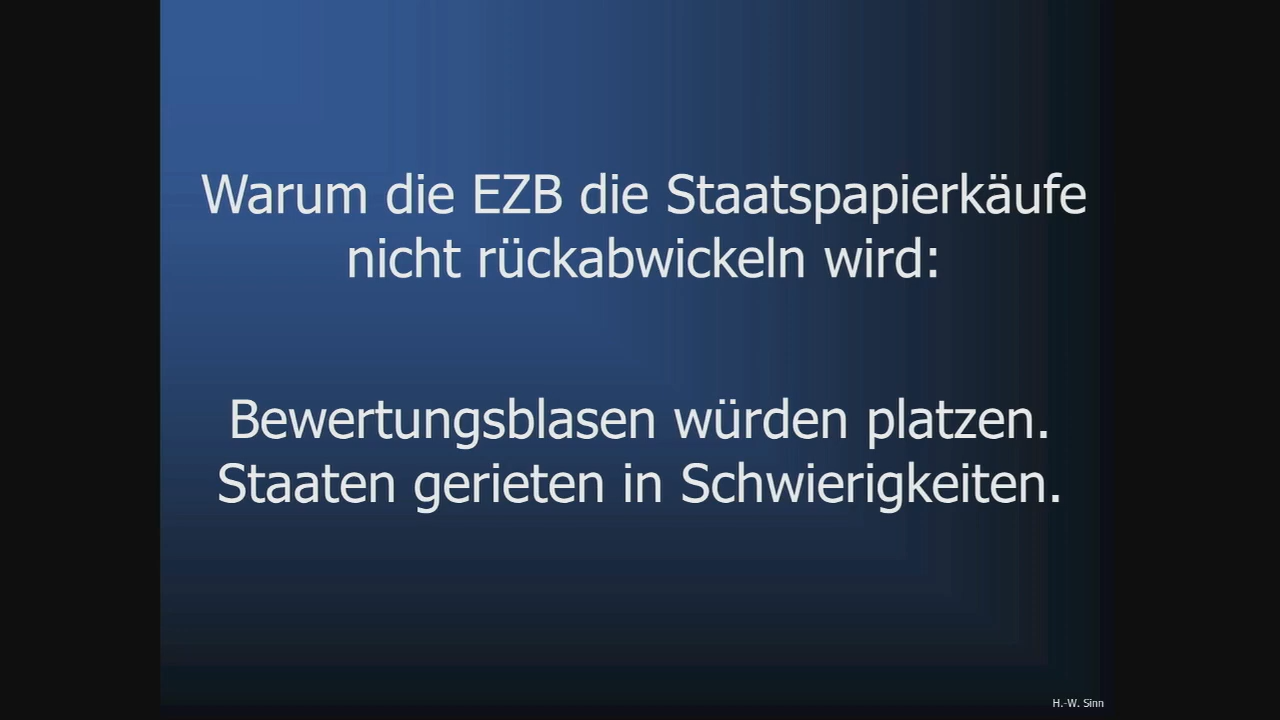 Warum die EZB die Staatspapierkäufe
nicht rückabwickeln wird:
Bewertungsblasen würden platzen.
Staaten gerieten in Schwierigkeiten.
H.-W. Sinn